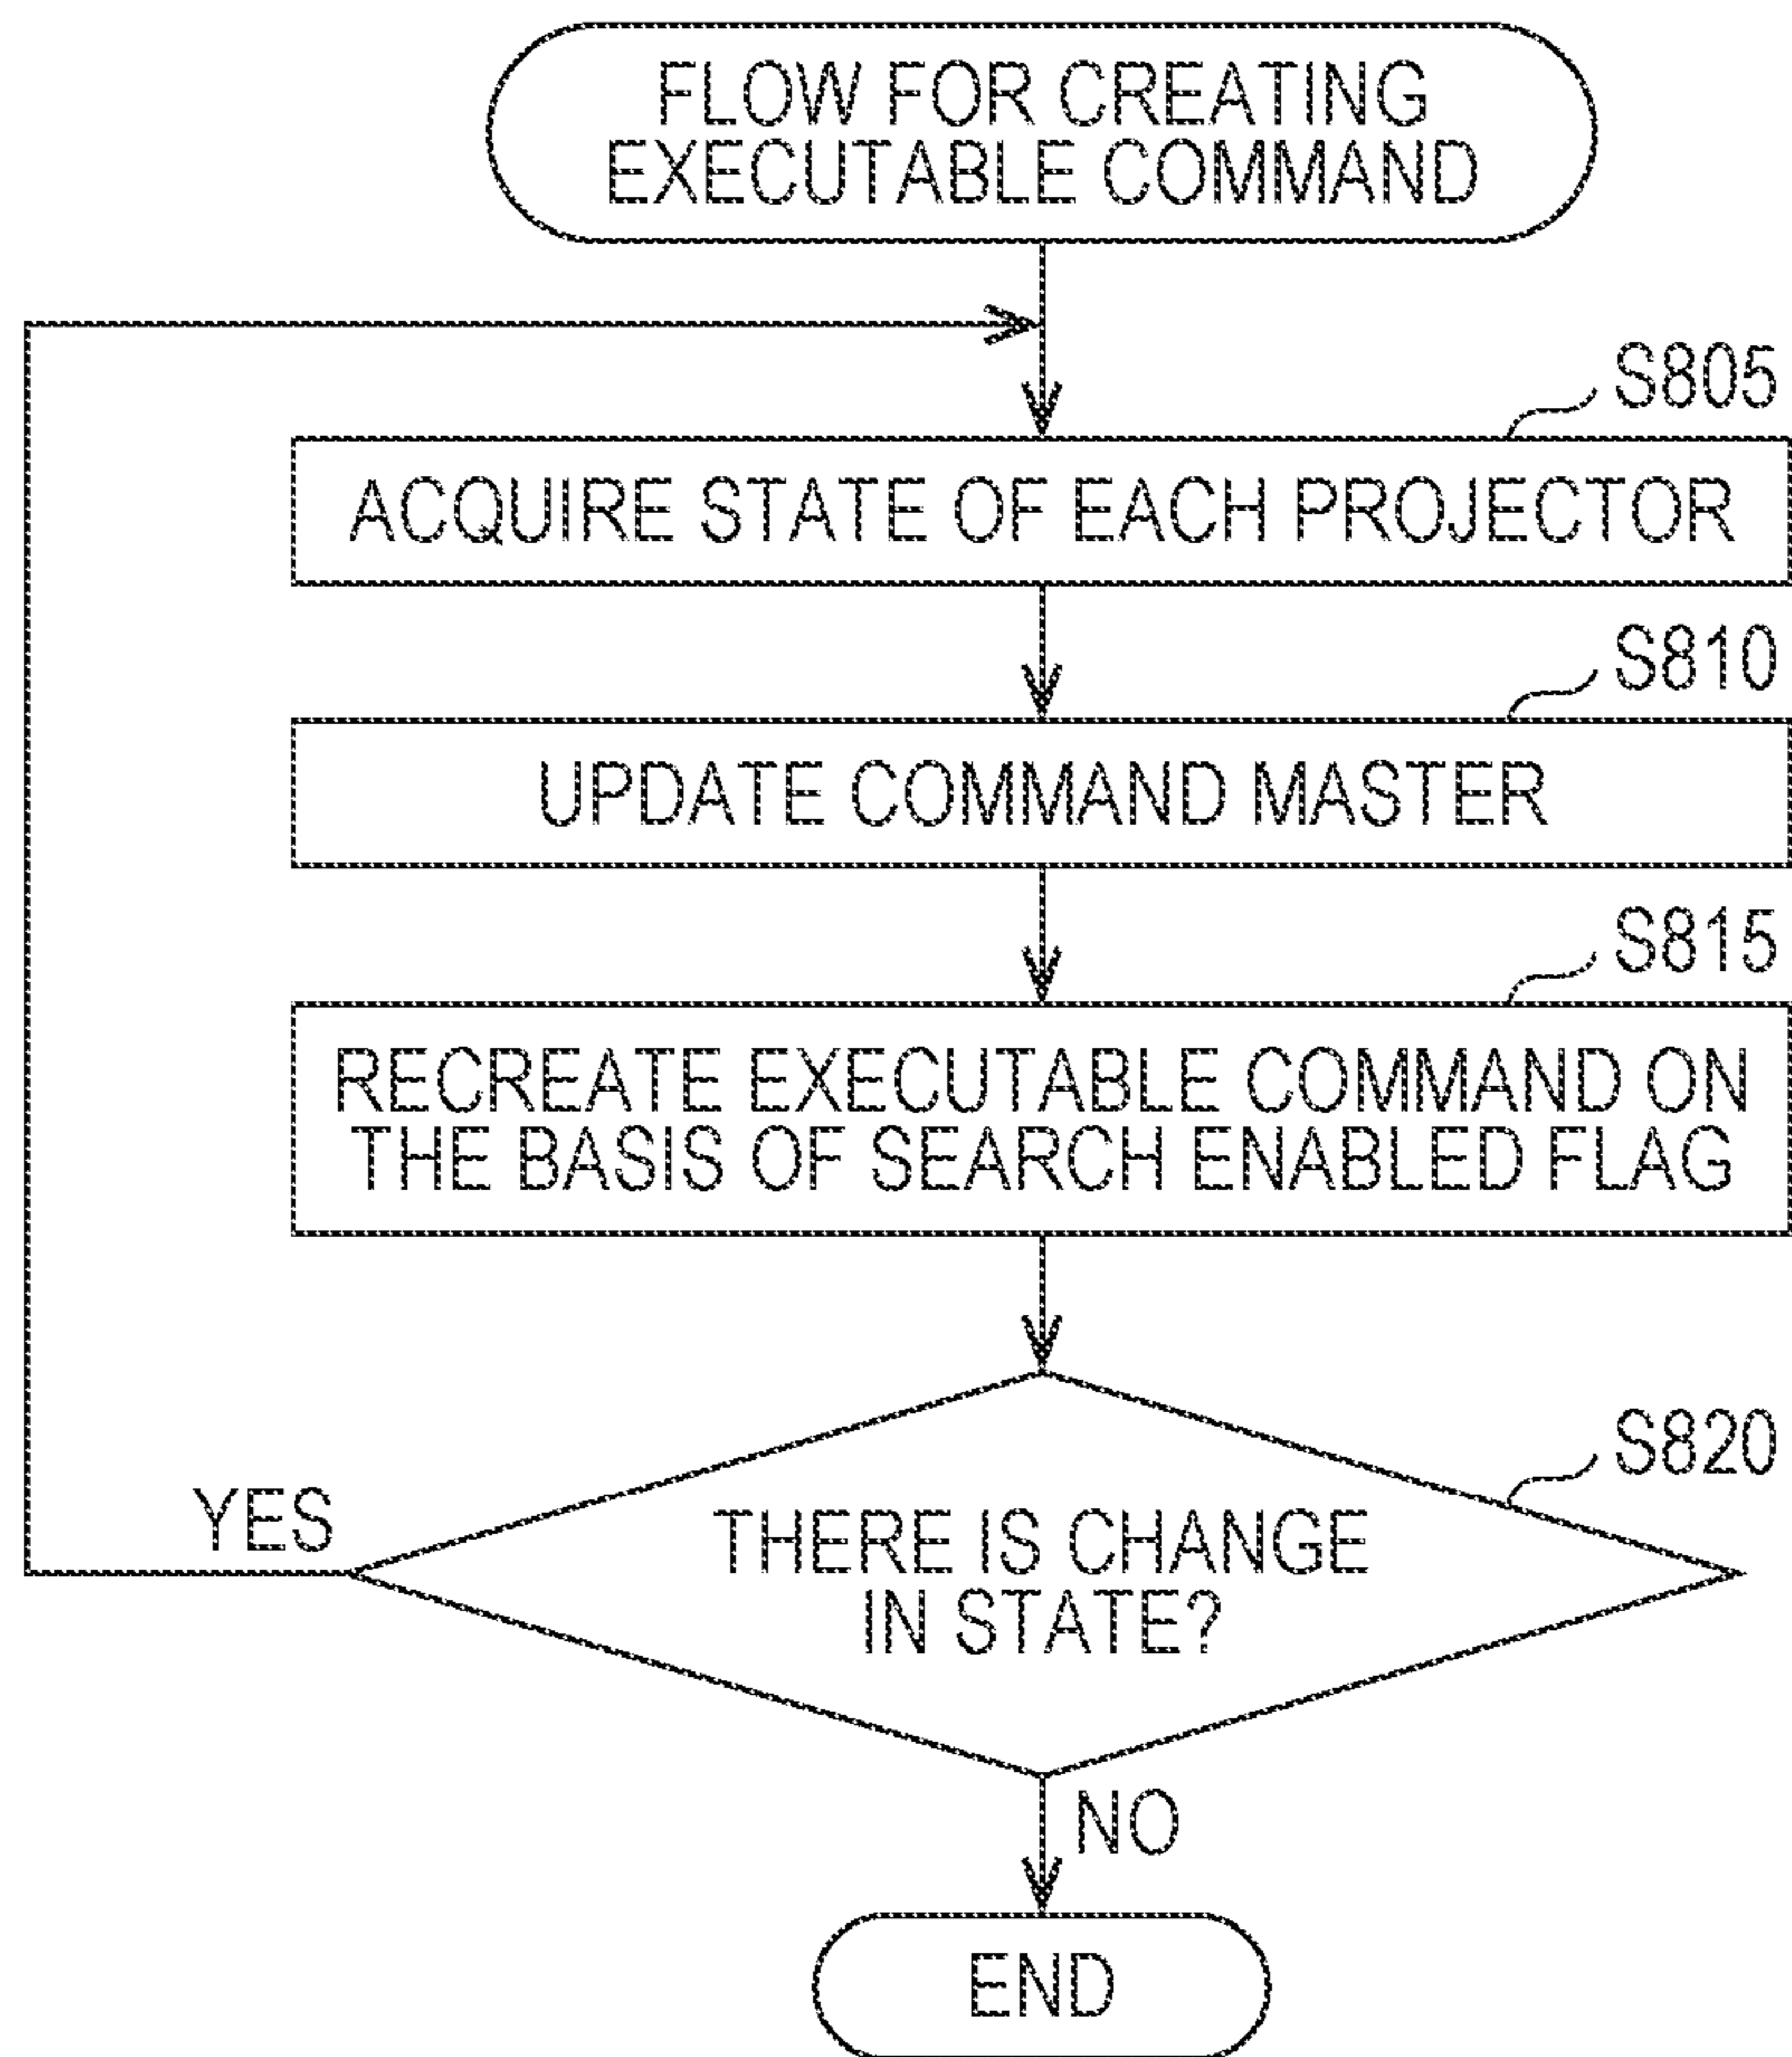 FLOW FOR CREATING
EXECUTABLE COMMAND
S805
ACQUIRE STATE OF EACH PROJECTOR
S810
UPDATE COMMAND MASTER
S815
RECREATE EXECUTABLE COMMAND ON
THE BASIS OF SEARCH ENABLED FLAG
S820
YES
THERE IS CHANGE
IN STATE?
NO
END